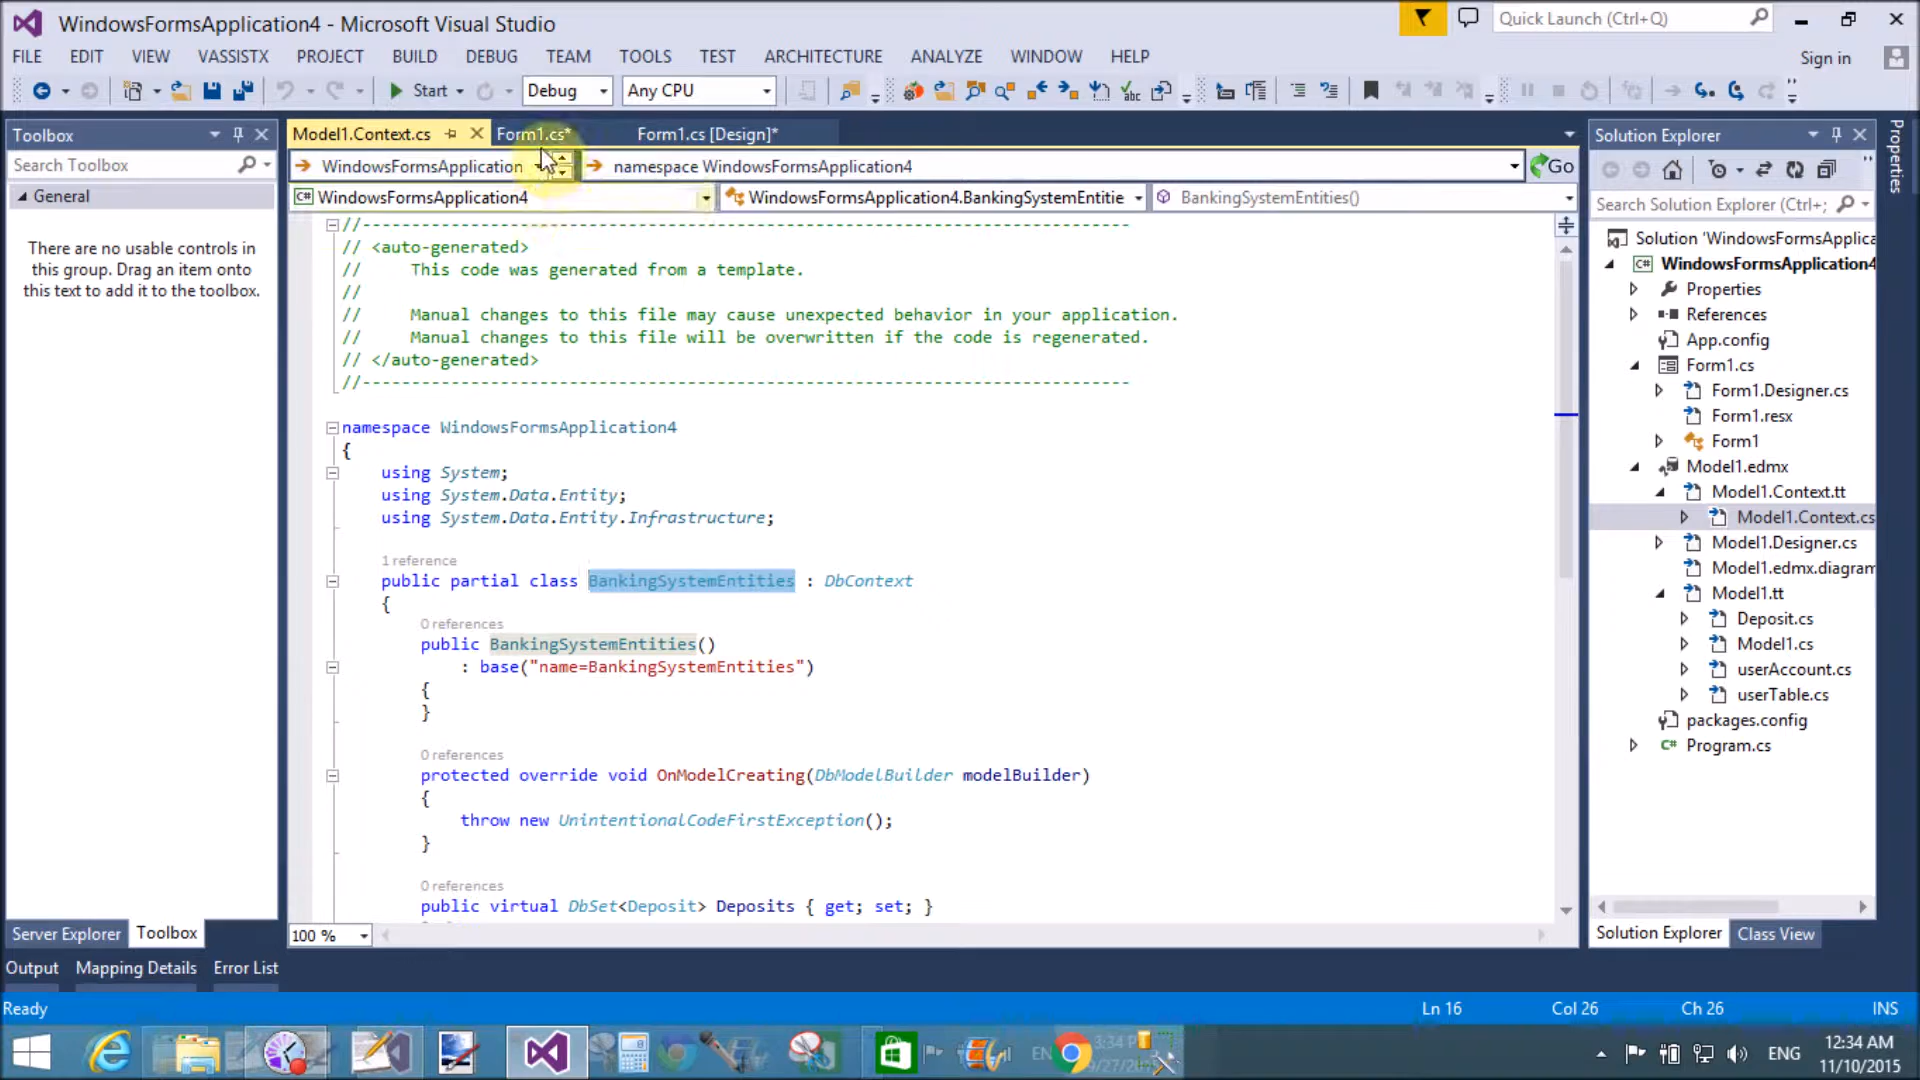 WindowsFormsApplication4 - Microsoft Visual Studio
Quick Launch (Ctrl+Q)
FILE EDIT VIEW VASSISTX PROJECT BUILD DEBUG TEAM TOOLS TEST ARCHITECTURE ANALYZE WINDOW HELP
Sign in
Start Debug Any CPU
Toolbox
Search Toolbox
General
There are no usable controls in
this group. Drag an item onto
this text to add it to the toolbox.
Server Explorer Toolbox
Model1.Context.cs Form1.cs* Form1.cs [Design]*
WindowsFormsApplication namespace WindowsFormsApplication4 Go
WindowsFormsApplication4 WindowsFormsApplication4.BankingSystemEntitie BankingSystemEntities()
//------------------------------------------------------------------------------
// <auto-generated>
// This code was generated from a template.
//
// Manual changes to this file may cause unexpected behavior in your application.
// Manual changes to this file will be overwritten if the code is regenerated.
// </auto-generated>
//------------------------------------------------------------------------------
namespace WindowsFormsApplication4
{
using System;
using System.Data.Entity;
using System.Data.Entity.Infrastructure;
1 reference
public partial class BankingSystemEntities : DbContext
{
0 references
public BankingSystemEntities()
: base("name=BankingSystemEntities")
{
}
0 references
protected override void OnModelCreating(DbModelBuilder modelBuilder)
{
throw new UnintentionalCodeFirstException();
}
0 references
public virtual DbSet<Deposit> Deposits { get; set; }
100 %
Solution Explorer
Search Solution Explorer (Ctrl+;
Solution 'WindowsFormsApplica
WindowsFormsApplication4
Properties
References
App.config
Form1.cs
Form1.Designer.cs
Form1.resx
Form1
Model1.edmx
Model1.Context.tt
Model1.Context.cs
Model1.Designer.cs
Model1.edmx.diagram
Model1.tt
Deposit.cs
Model1.cs
userAccount.cs
userTable.cs
packages.config
Program.cs
Solution Explorer Class View
Properties
Output Mapping Details Error List
Ready Ln 16 Col 26 Ch 26 INS
ENG
12:34 AM
11/10/2015